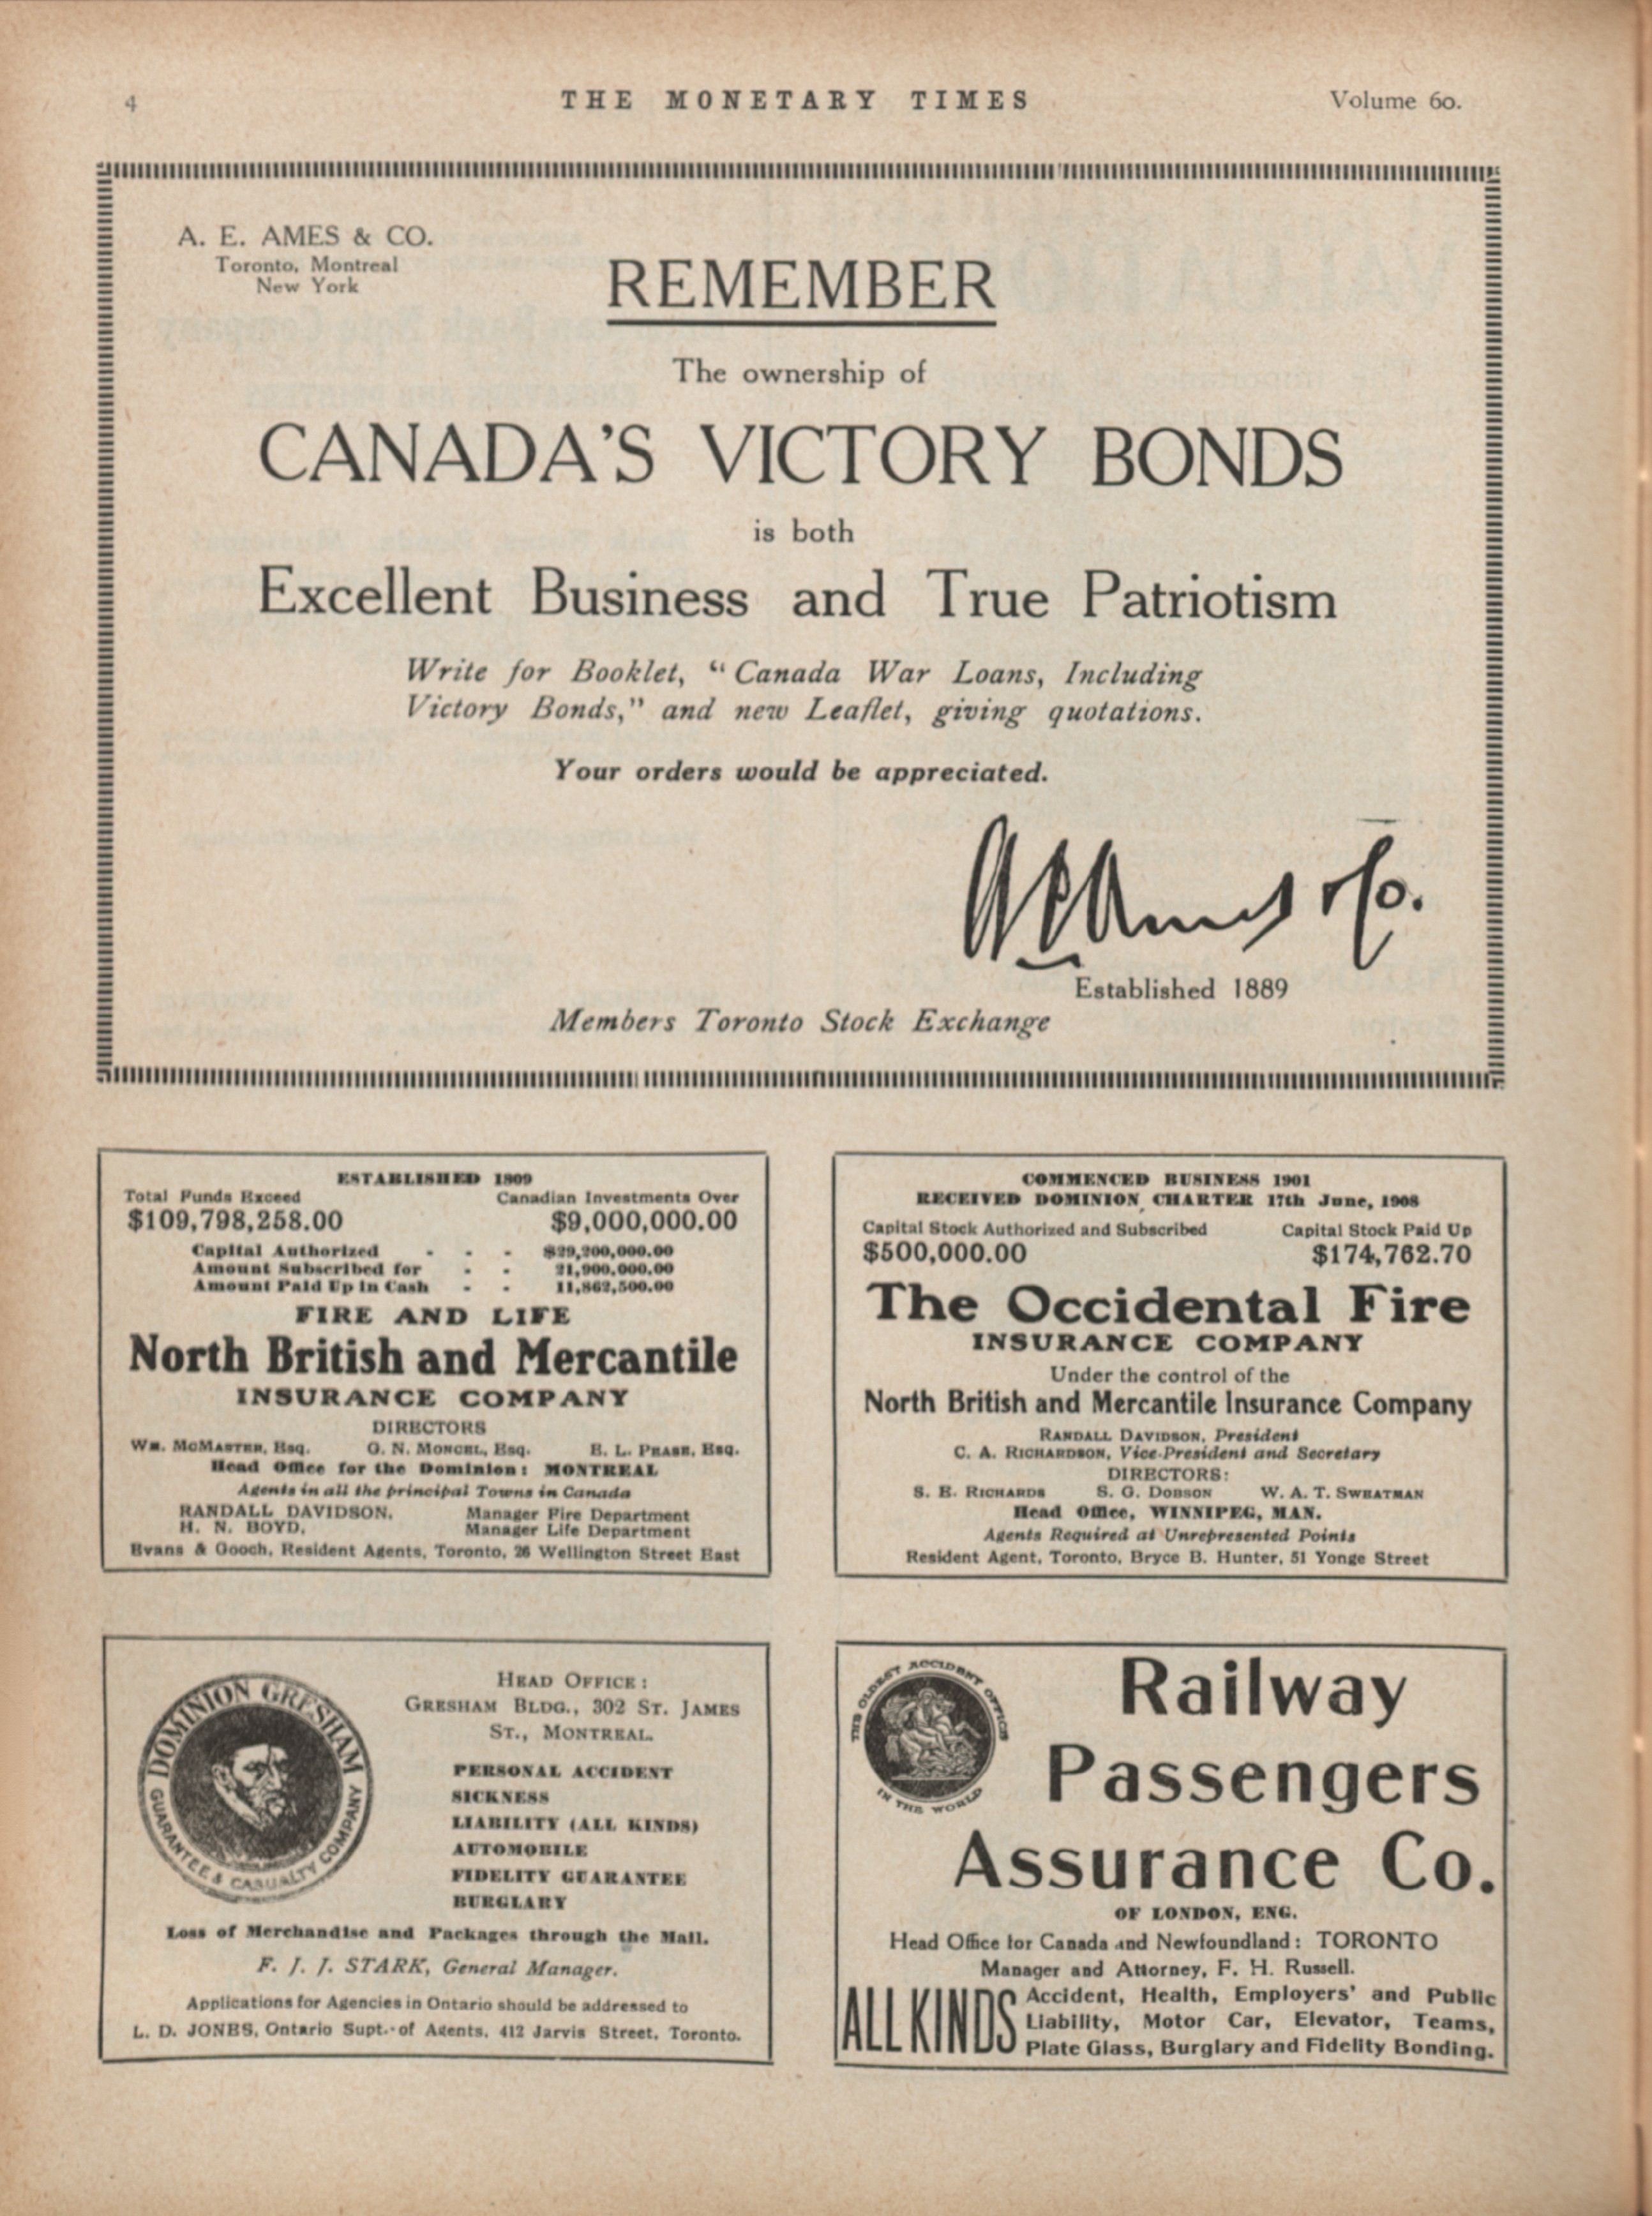 4
THE MONETARY TIMES
Volume 60.
A. E. AMES & CO.
Toronto, Montreal
New York
REMEMBER
The ownership of
CANADA'S VICTORY BONDS
is both
Excellent Business and True Patriotism
Write for Booklet, "Canada War Loans, Including
Victory Bonds," and new Leaflet, giving quotations.
Your orders would be appreciated.
A E Ames & Co.
Established 1889
Members Toronto Stock Exchange
ESTABLISHED 1809
Total Funds Exceed Canadian Investments Over
$109,798,258.00 $9,000,000.00
Capital Authorized - - - $29,200,000.00
Amount Subscribed for - - 21,900,000.00
Amount Paid Up in Cash - - 11,862,500.00
FIRE AND LIFE
North British and Mercantile
INSURANCE COMPANY
DIRECTORS
Wm. McMaster, Esq. G. N. Moncel, Esq. E. L. Pease, Esq.
Head Office for the Dominion: MONTREAL
Agents in all the principal Towns in Canada
RANDALL DAVIDSON, Manager Fire Department
H. N. BOYD, Manager Life Department
Evans & Gooch, Resident Agents, Toronto, 26 Wellington Street East
COMMENCED BUSINESS 1901
RECEIVED DOMINION CHARTER 17th June, 1908
Capital Stock Authorized and Subscribed Capital Stock Paid Up
$500,000.00 $174,762.70
The Occidental Fire
INSURANCE COMPANY
Under the control of the
North British and Mercantile Insurance Company
RANDALL DAVIDSON, President
C. A. RICHARDSON, Vice-President and Secretary
DIRECTORS:
S. E. RICHARDS S. G. DOBSON W. A. T. SWEATMAN
Head Office, WINNIPEG, MAN.
Agents Required at Unrepresented Points
Resident Agent, Toronto, Bryce B. Hunter, 51 Yonge Street
DOMINION GRESHAM
GUARANTEE & CASUALTY COMPANY
HEAD OFFICE:
GRESHAM BLDG., 302 ST. JAMES
ST., MONTREAL.
PERSONAL ACCIDENT
SICKNESS
LIABILITY (ALL KINDS)
AUTOMOBILE
FIDELITY GUARANTEE
BURGLARY
Loss of Merchandise and Packages through the Mail.
F. J. J. STARK, General Manager.
Applications for Agencies in Ontario should be addressed to
L. D. JONES, Ontario Supt. of Agents, 412 Jarvis Street, Toronto.
THE OLDEST ACCIDENT OFFICE
IN THE WORLD
Railway
Passengers
Assurance Co.
OF LONDON, ENG.
Head Office for Canada and Newfoundland: TORONTO
Manager and Attorney, F. H. Russell.
ALL KINDS
Accident, Health, Employers' and Public
Liability, Motor Car, Elevator, Teams,
Plate Glass, Burglary and Fidelity Bonding.